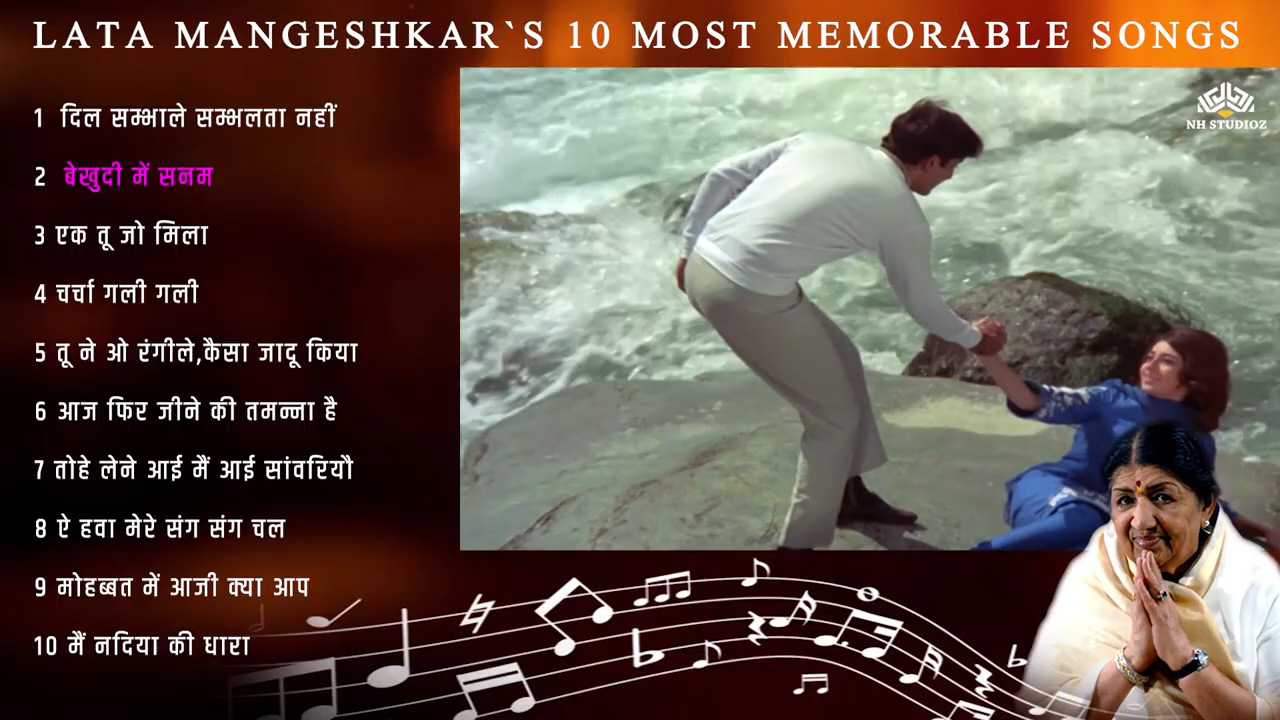 LATA MANGESHKAR`S 10 MOST MEMORABLE SONGS
1 दिल सम्भाले सम्भलता नहीं
2 बेखुदी में सनम
3 एक तू जो मिला
4 चर्चा गली गली
5 तू ने ओ रंगीले,कैसा जादू किया
6 आज फिर जीने की तमन्ना है
7 तोहे लेने आई मैं आई सांवरियौ
8 ऐ हवा मेरे संग संग चल
9 मोहब्बत में आजी क्या आप
10 मैं नदिया की धारा
NH STUDIOZ